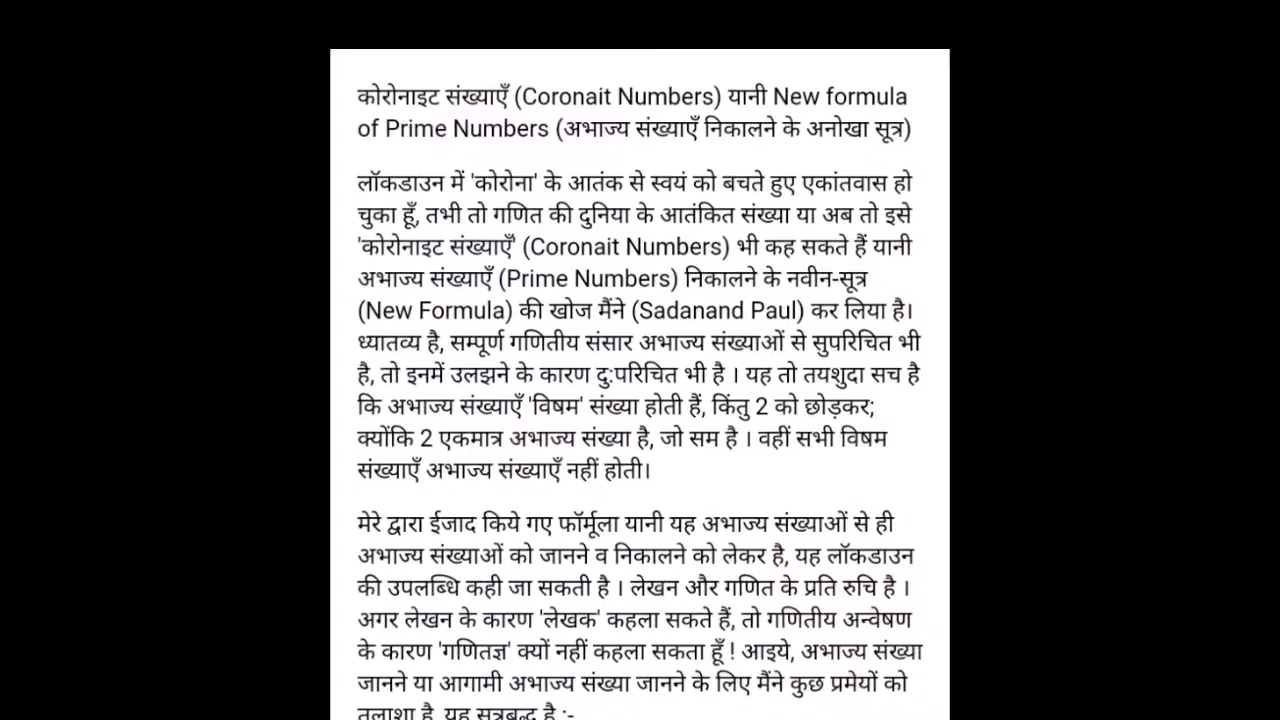 कोरोनाइट संख्याएँ (Coronait Numbers) यानी New formula
of Prime Numbers (अभाज्य संख्याएँ निकालने के अनोखा सूत्र)
लॉकडाउन में 'कोरोना' के आतंक से स्वयं को बचते हुए एकांतवास हो
चुका हूँ, तभी तो गणित की दुनिया के आतंकित संख्या या अब तो इसे
'कोरोनाइट संख्याएँ' (Coronait Numbers) भी कह सकते हैं यानी
अभाज्य संख्याएँ (Prime Numbers) निकालने के नवीन-सूत्र
(New Formula) की खोज मैंने (Sadanand Paul) कर लिया है।
ध्यातव्य है, सम्पूर्ण गणितीय संसार अभाज्य संख्याओं से सुपरिचित भी
है, तो इनमें उलझने के कारण दु:परिचित भी है । यह तो तयशुदा सच है
कि अभाज्य संख्याएँ 'विषम' संख्या होती हैं, किंतु 2 को छोड़कर;
क्योंकि 2 एकमात्र अभाज्य संख्या है, जो सम है । वहीं सभी विषम
संख्याएँ अभाज्य संख्याएँ नहीं होती।
मेरे द्वारा ईजाद किये गए फॉर्मूला यानी यह अभाज्य संख्याओं से ही
अभाज्य संख्याओं को जानने व निकालने को लेकर है, यह लॉकडाउन
की उपलब्धि कही जा सकती है । लेखन और गणित के प्रति रुचि है ।
अगर लेखन के कारण 'लेखक' कहला सकते हैं, तो गणितीय अन्वेषण
के कारण 'गणितज्ञ' क्यों नहीं कहला सकता हूँ ! आइये, अभाज्य संख्या
जानने या आगामी अभाज्य संख्या जानने के लिए मैंने कुछ प्रमेयों को
तलाशा है, यह सूत्रबद्ध है :-